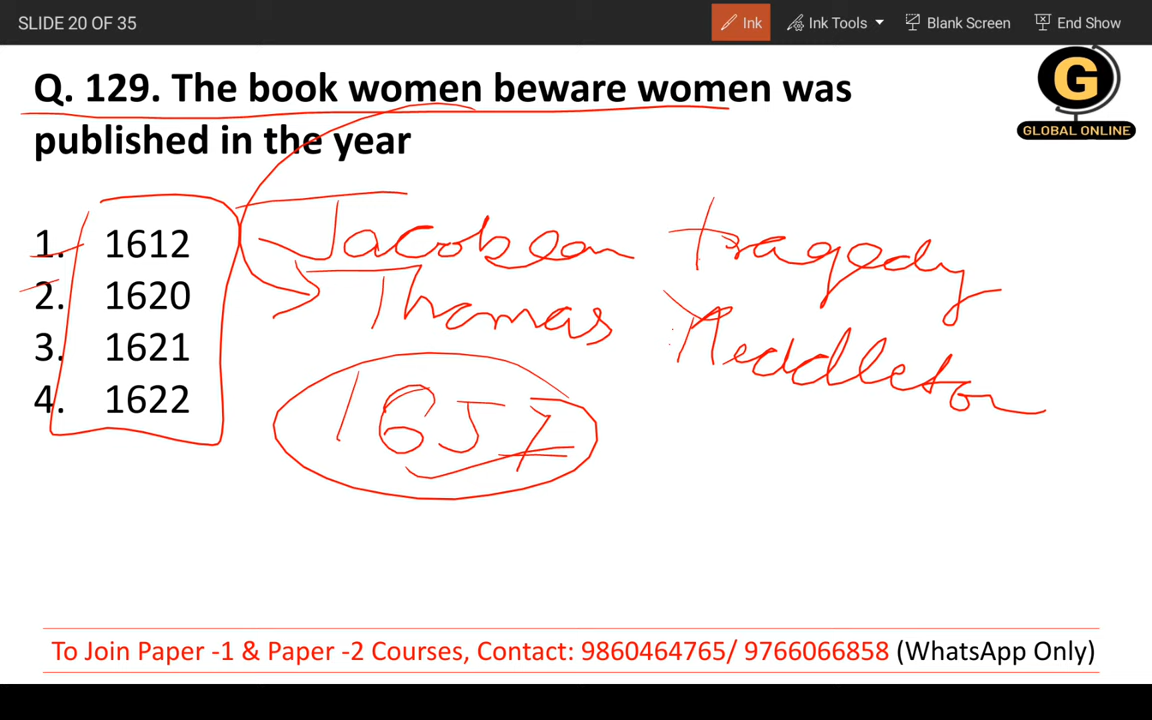 SLIDE 20 OF 35 Ink Ink Tools Blank Screen End Show
Q. 129. The book women beware women was
published in the year
G
GLOBAL ONLINE
1. 1612
2. 1620
3. 1621
4. 1622
Jacobean tragedy
Thomas Meddleton
1657
To Join Paper -1 & Paper -2 Courses, Contact: 9860464765/ 9766066858 (WhatsApp Only)